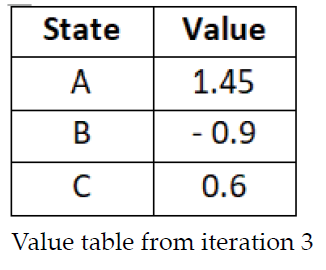 State Value
A 1.45
B - 0.9
C 0.6
Value table from iteration 3